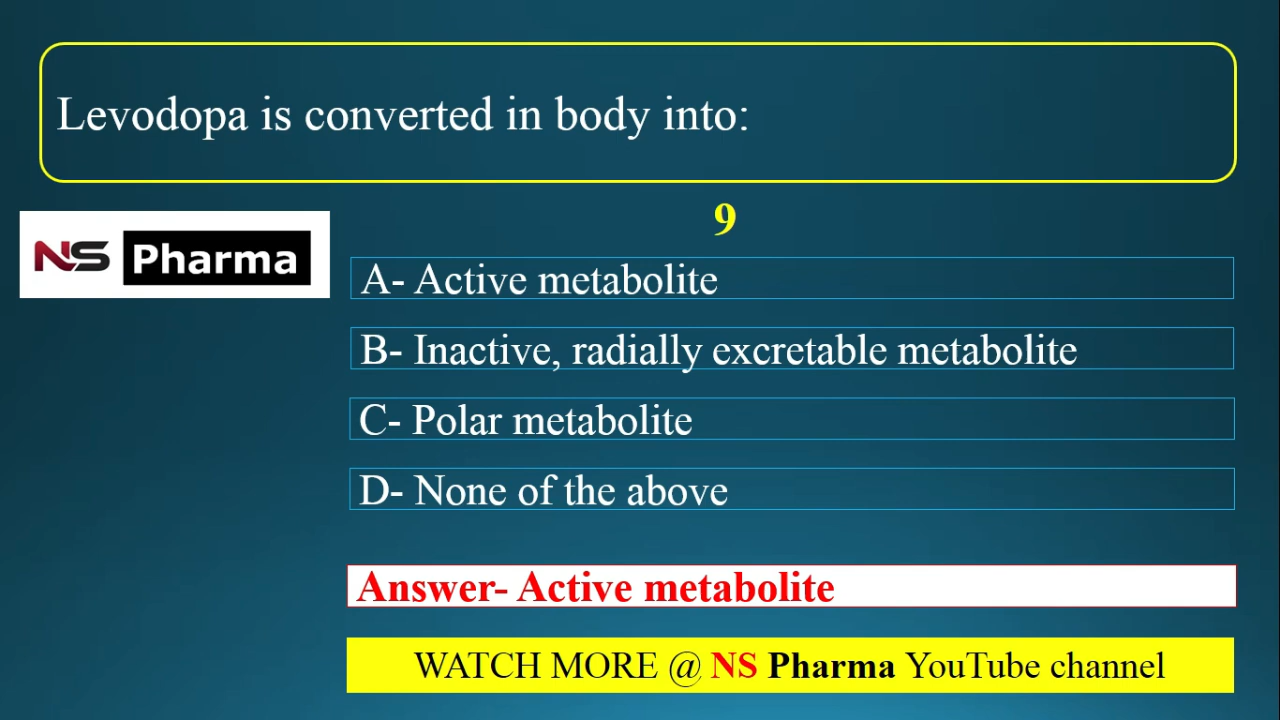 Levodopa is converted in body into:
9
NS Pharma
A- Active metabolite
B- Inactive, radially excretable metabolite
C- Polar metabolite
D- None of the above
Answer- Active metabolite
WATCH MORE @ NS Pharma YouTube channel